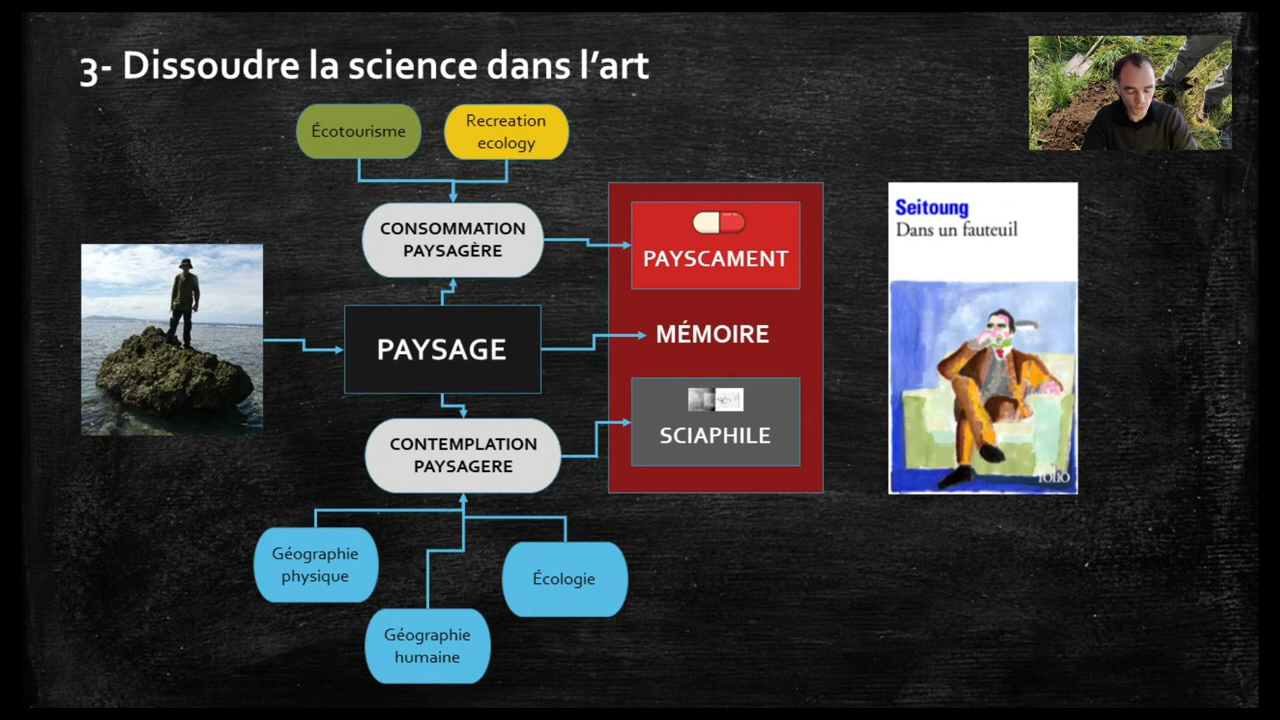 3- Dissoudre la science dans l'art
Écotourisme
Recreation
ecology
CONSOMMATION
PAYSAGÈRE
PAYSCAMENT
PAYSAGE
MÉMOIRE
CONTEMPLATION
PAYSAGERE
SCIAPHILE
Géographie
physique
Écologie
Géographie
humaine
Seitoung
Dans un fauteuil
folio